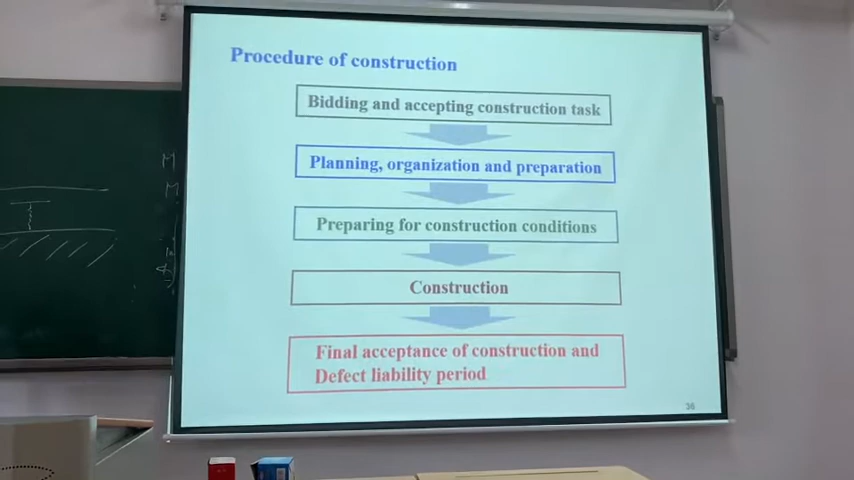 Procedure of construction
Bidding and accepting construction task
Planning, organization and preparation
Preparing for construction conditions
Construction
Final acceptance of construction and
Defect liability period
36